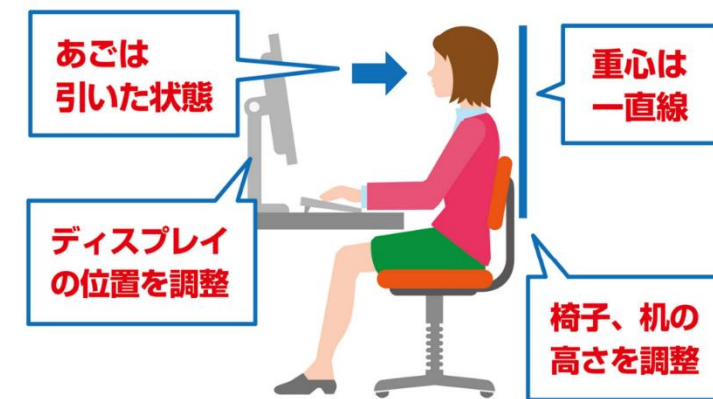 あごは
引いた状態
重心は
一直線
ディスプレイ
の位置を調整
椅子、机の
高さを調整